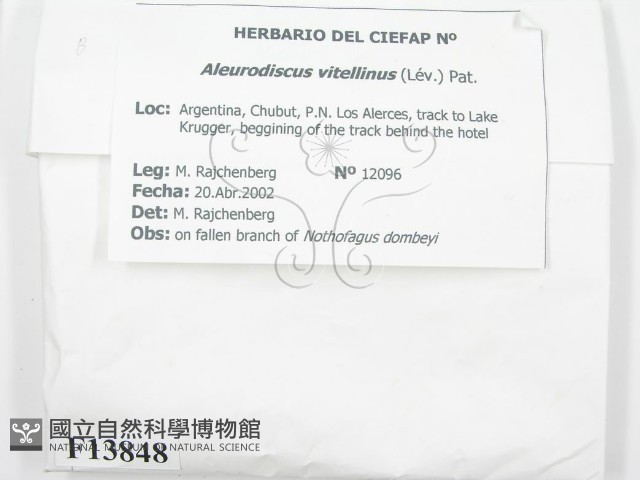 B
HERBARIO DEL CIEFAP Nº
Aleurodiscus vitellinus (Lév.) Pat.
Loc: Argentina, Chubut, P.N. Los Alerces, track to Lake
Krugger, beggining of the track behind the hotel
Leg: M. Rajchenberg Nº 12096
Fecha: 20.Abr.2002
Det: M. Rajchenberg
Obs: on fallen branch of Nothofagus dombeyi
國立自然科學博物館
NATIONAL MUSEUM OF NATURAL SCIENCE
F13848